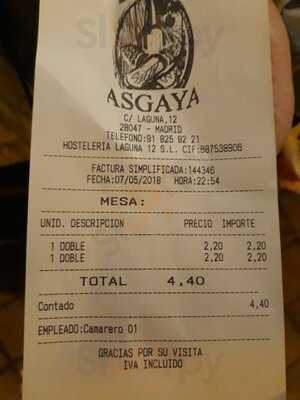 ASGAYA
C/ LAGUNA,12
28047 - MADRID
TELEFONO:91 825 82 21
HOSTELERIA LAGUNA 12 S.L. CIF:B87538906
FACTURA SIMPLIFICADA:144346
FECHA:07/05/2018 HORA:22:54
MESA:
UNID. DESCRIPCION PRECIO IMPORTE
1 DOBLE 2,20 2,20
1 DOBLE 2,20 2,20
TOTAL 4,40
Contado 4,40
EMPLEADO:Camarero 01
GRACIAS POR SU VISITA
IVA INCLUIDO